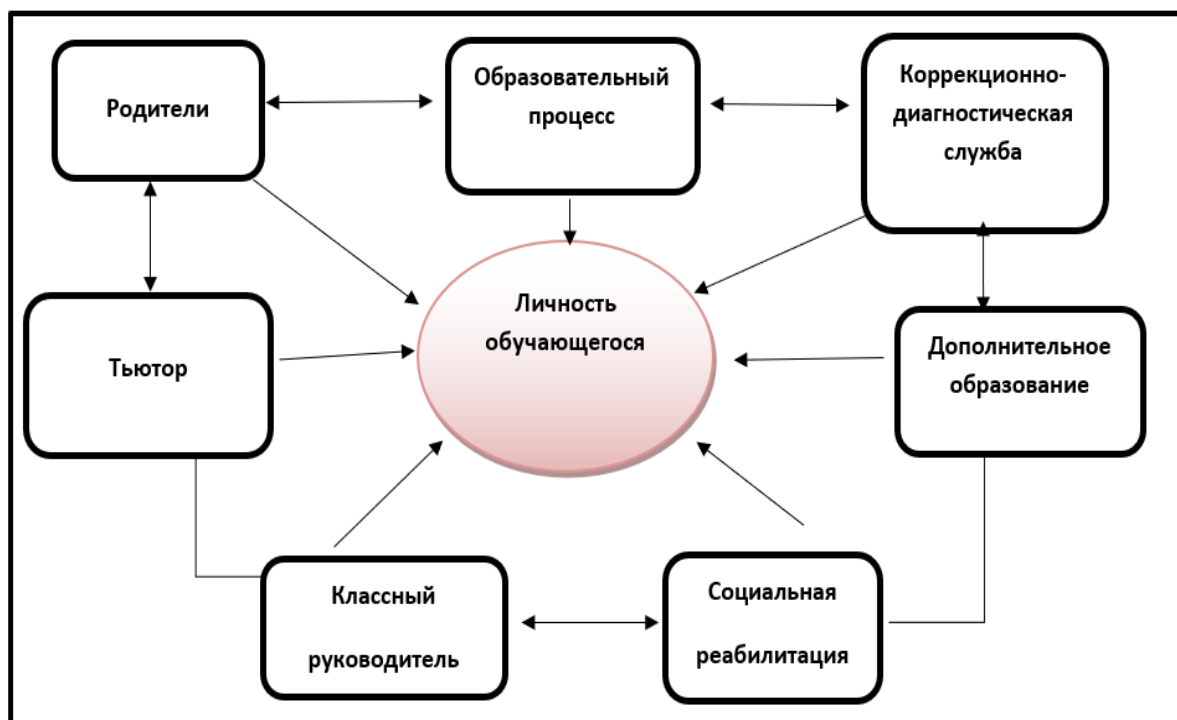 Родители
Образовательный
процесс
Коррекционно-
диагностическая
служба
Личность
обучающегося
Тьютор
Дополнительное
образование
Классный
руководитель
Социальная
реабилитация